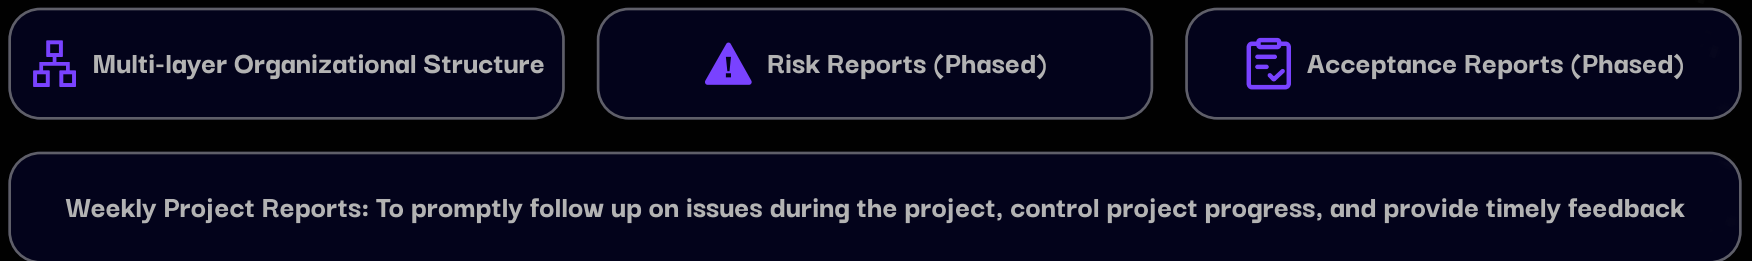 Multi-layer Organizational Structure
Risk Reports (Phased)
Acceptance Reports (Phased)
Weekly Project Reports: To promptly follow up on issues during the project, control project progress, and provide timely feedback